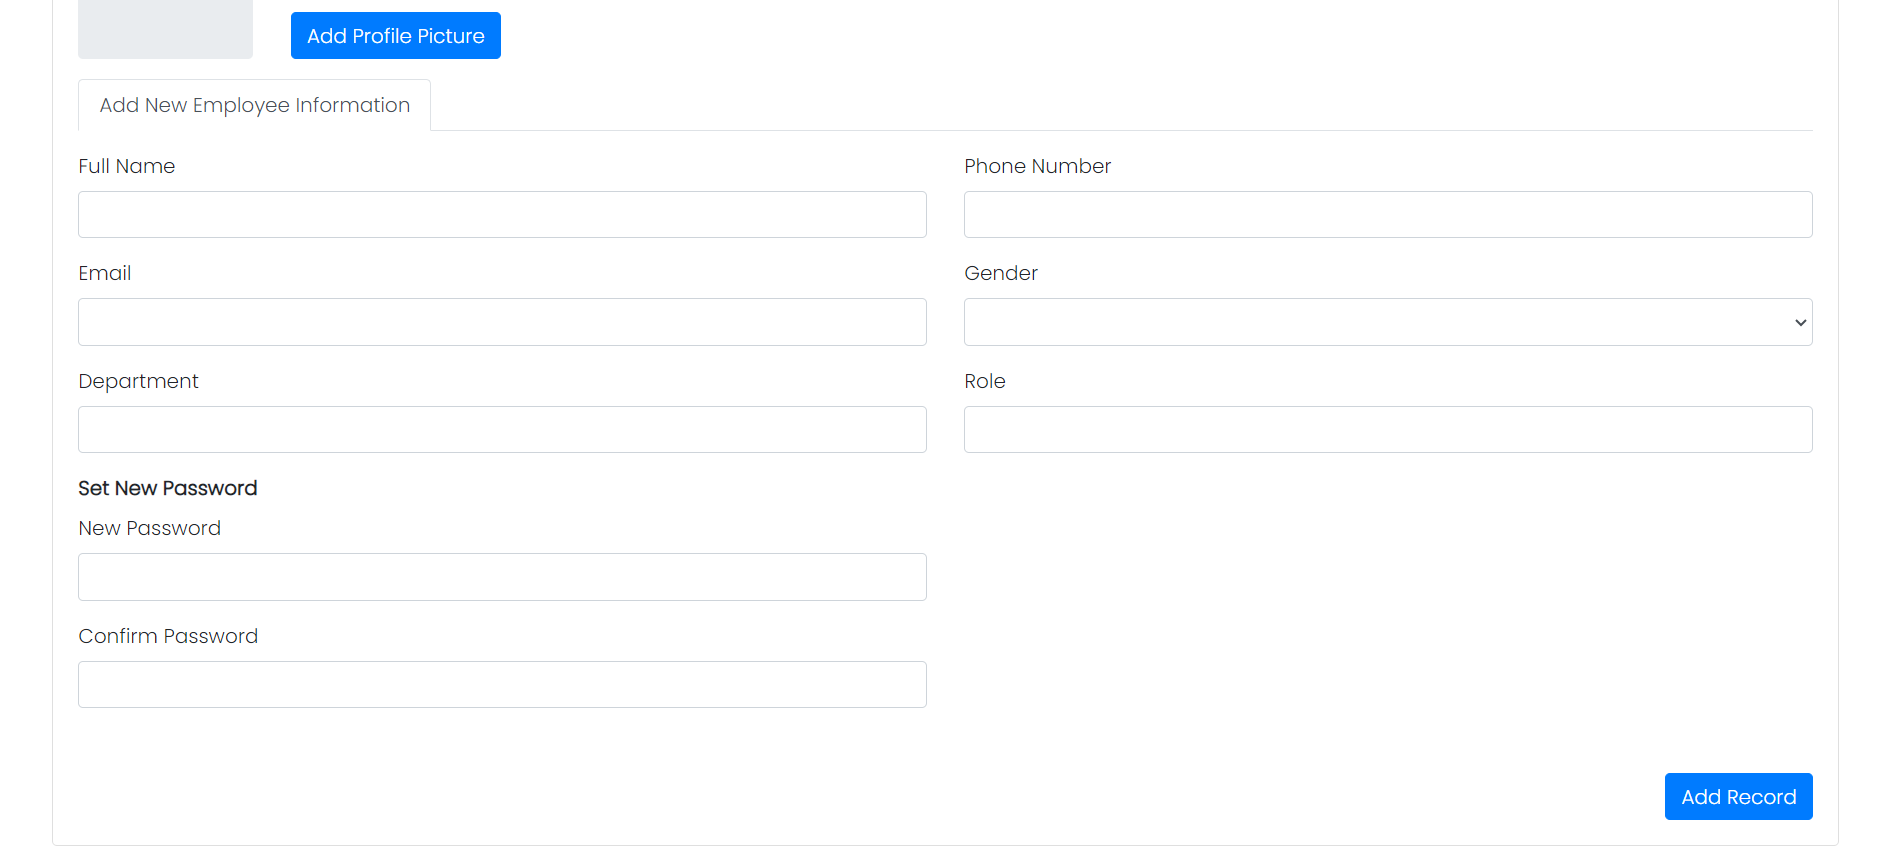 Add Profile Picture
Add New Employee Information
Full Name
Phone Number
Email
Gender
Department
Role
Set New Password
New Password
Confirm Password
Add Record